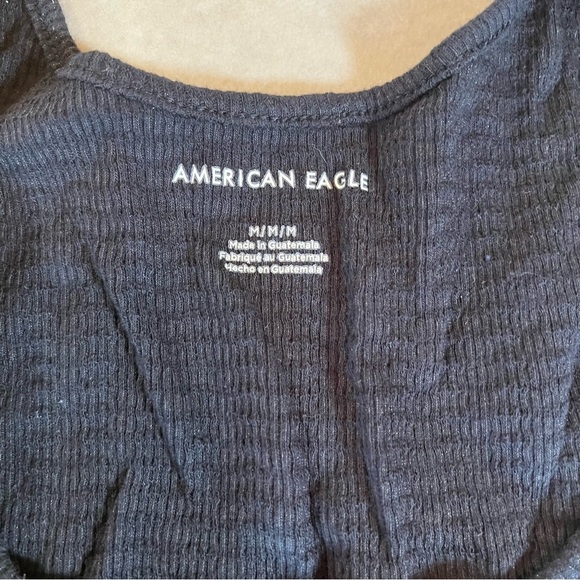 AMERICAN EAGLE
M/M/M
Made in Guatemala
Fabriqué au Guatemala
Hecho en Guatemala